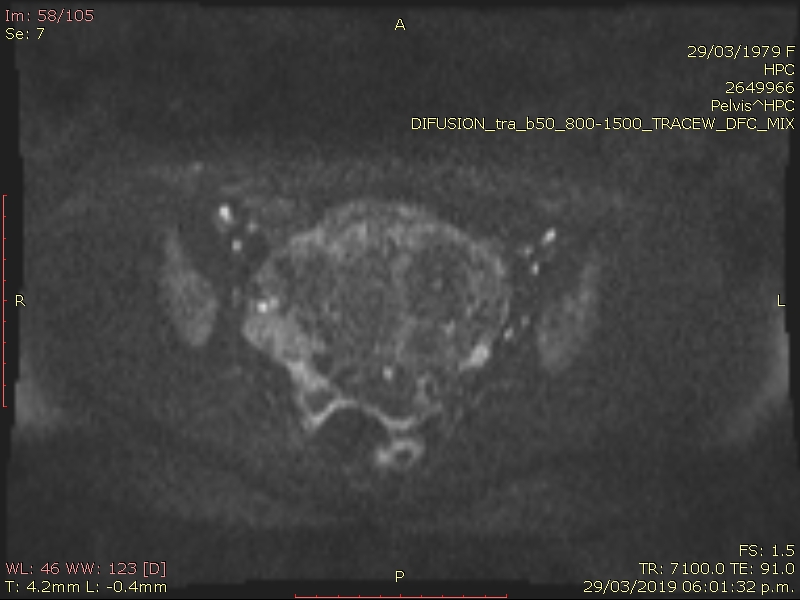 Im: 58/105
Se: 7
A
29/03/1979 F
HPC
2649966
Pelvis^HPC
DIFUSION_tra_b50_800-1500_TRACEW_DFC_MIX
R
L
WL: 46 WW: 123 [D]
T: 4.2mm L: -0.4mm
P
FS: 1.5
TR: 7100.0 TE: 91.0
29/03/2019 06:01:32 p.m.